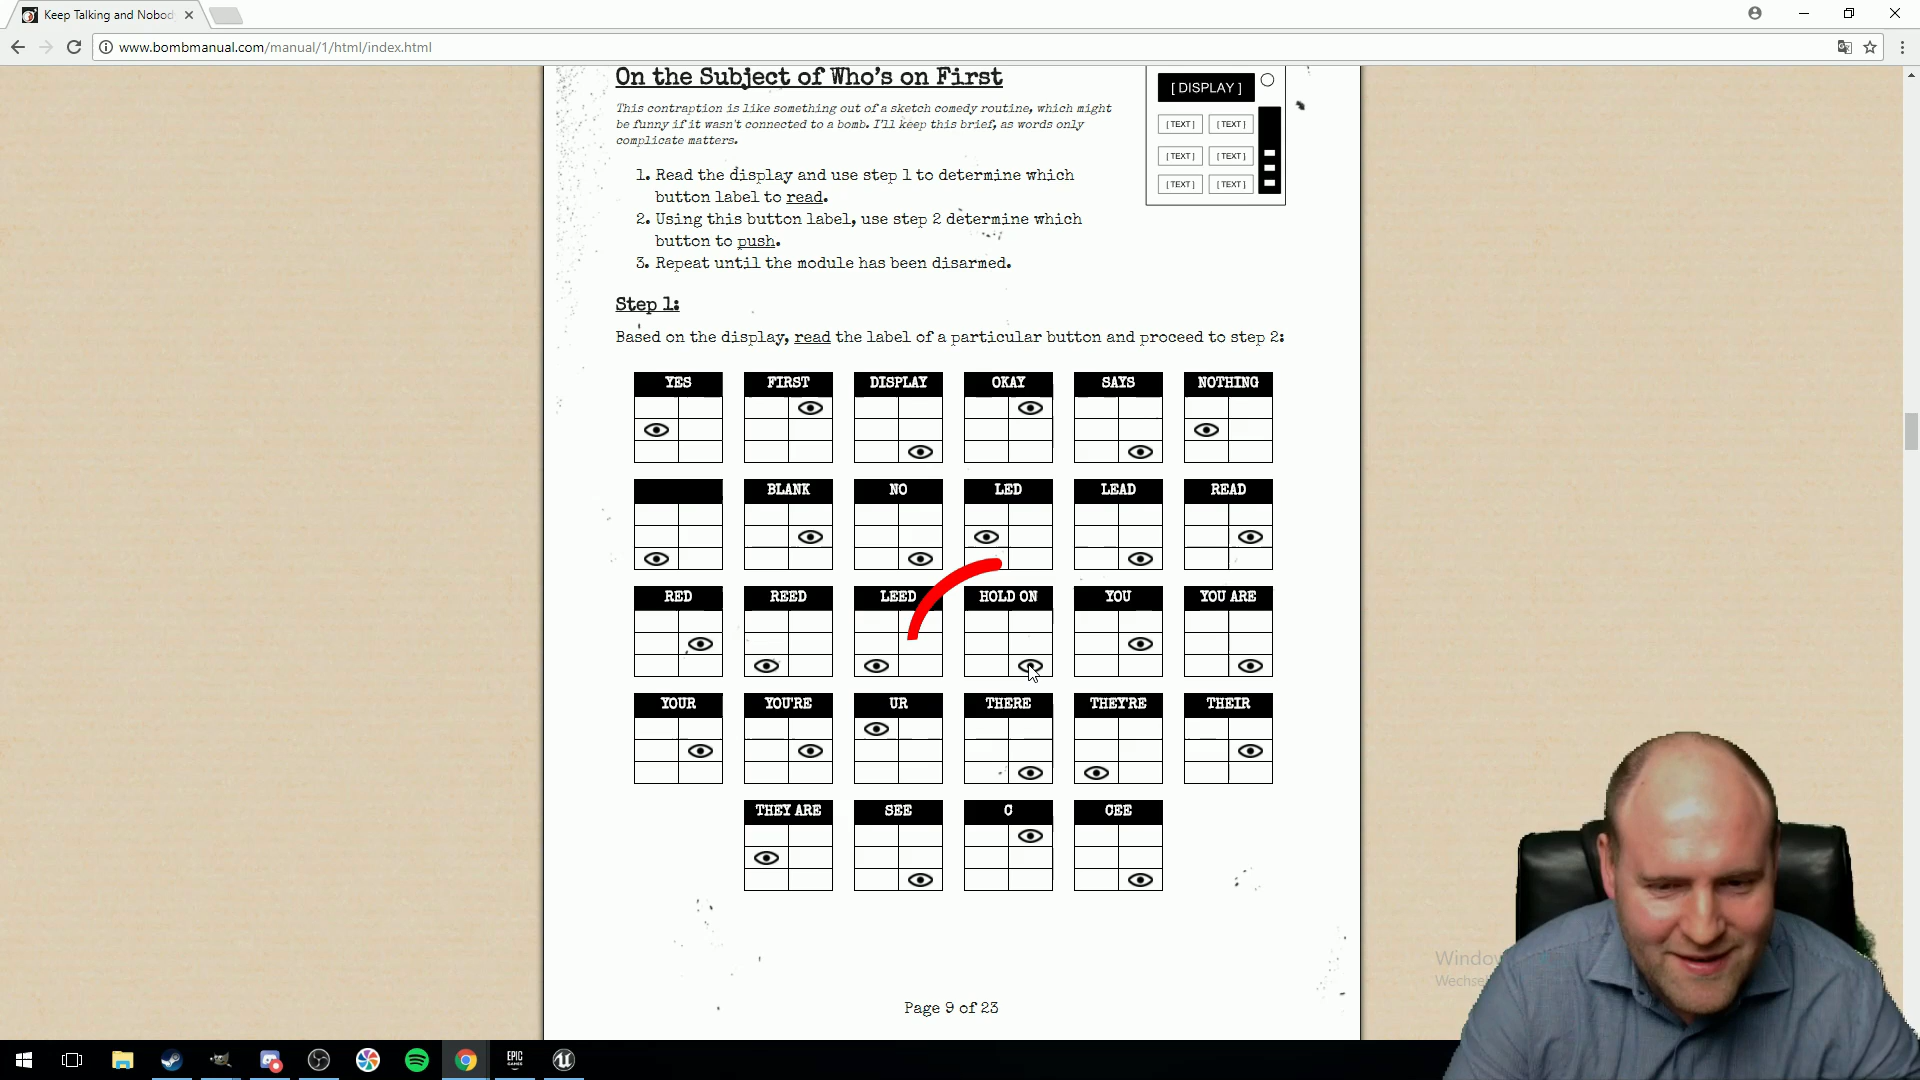 Keep Talking and Nobod
www.bombmanual.com/manual/1/html/index.html
On the Subject of Who's on First
This contraption is like something out of a sketch comedy routine, which might
be funny if it wasn't connected to a bomb. I'll keep this brief, as words only
complicate matters.
[ DISPLAY ]
[ TEXT ] [ TEXT ]
[ TEXT ] [ TEXT ]
[ TEXT ] [ TEXT ]
1. Read the display and use step 1 to determine which
button label to read.
2. Using this button label, use step 2 determine which
button to push.
3. Repeat until the module has been disarmed.
Step 1:
Based on the display, read the label of a particular button and proceed to step 2:
YES FIRST DISPLAY OKAY SAYS NOTHING
BLANK NO LED LEAD READ
RED REED LEED HOLD ON YOU YOU ARE
YOUR YOU'RE UR THERE THEY'RE THEIR
THEY ARE SEE C CEE
Page 9 of 23
Window
Wechse
EPIC
GAMES